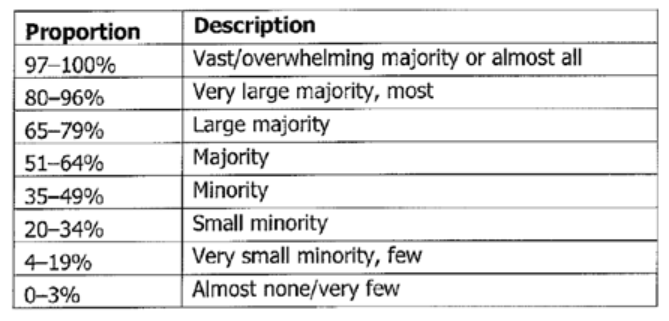 Proportion Description
97–100% Vast/overwhelming majority or almost all
80–96% Very large majority, most
65–79% Large majority
51–64% Majority
35–49% Minority
20–34% Small minority
4–19% Very small minority, few
0–3% Almost none/very few